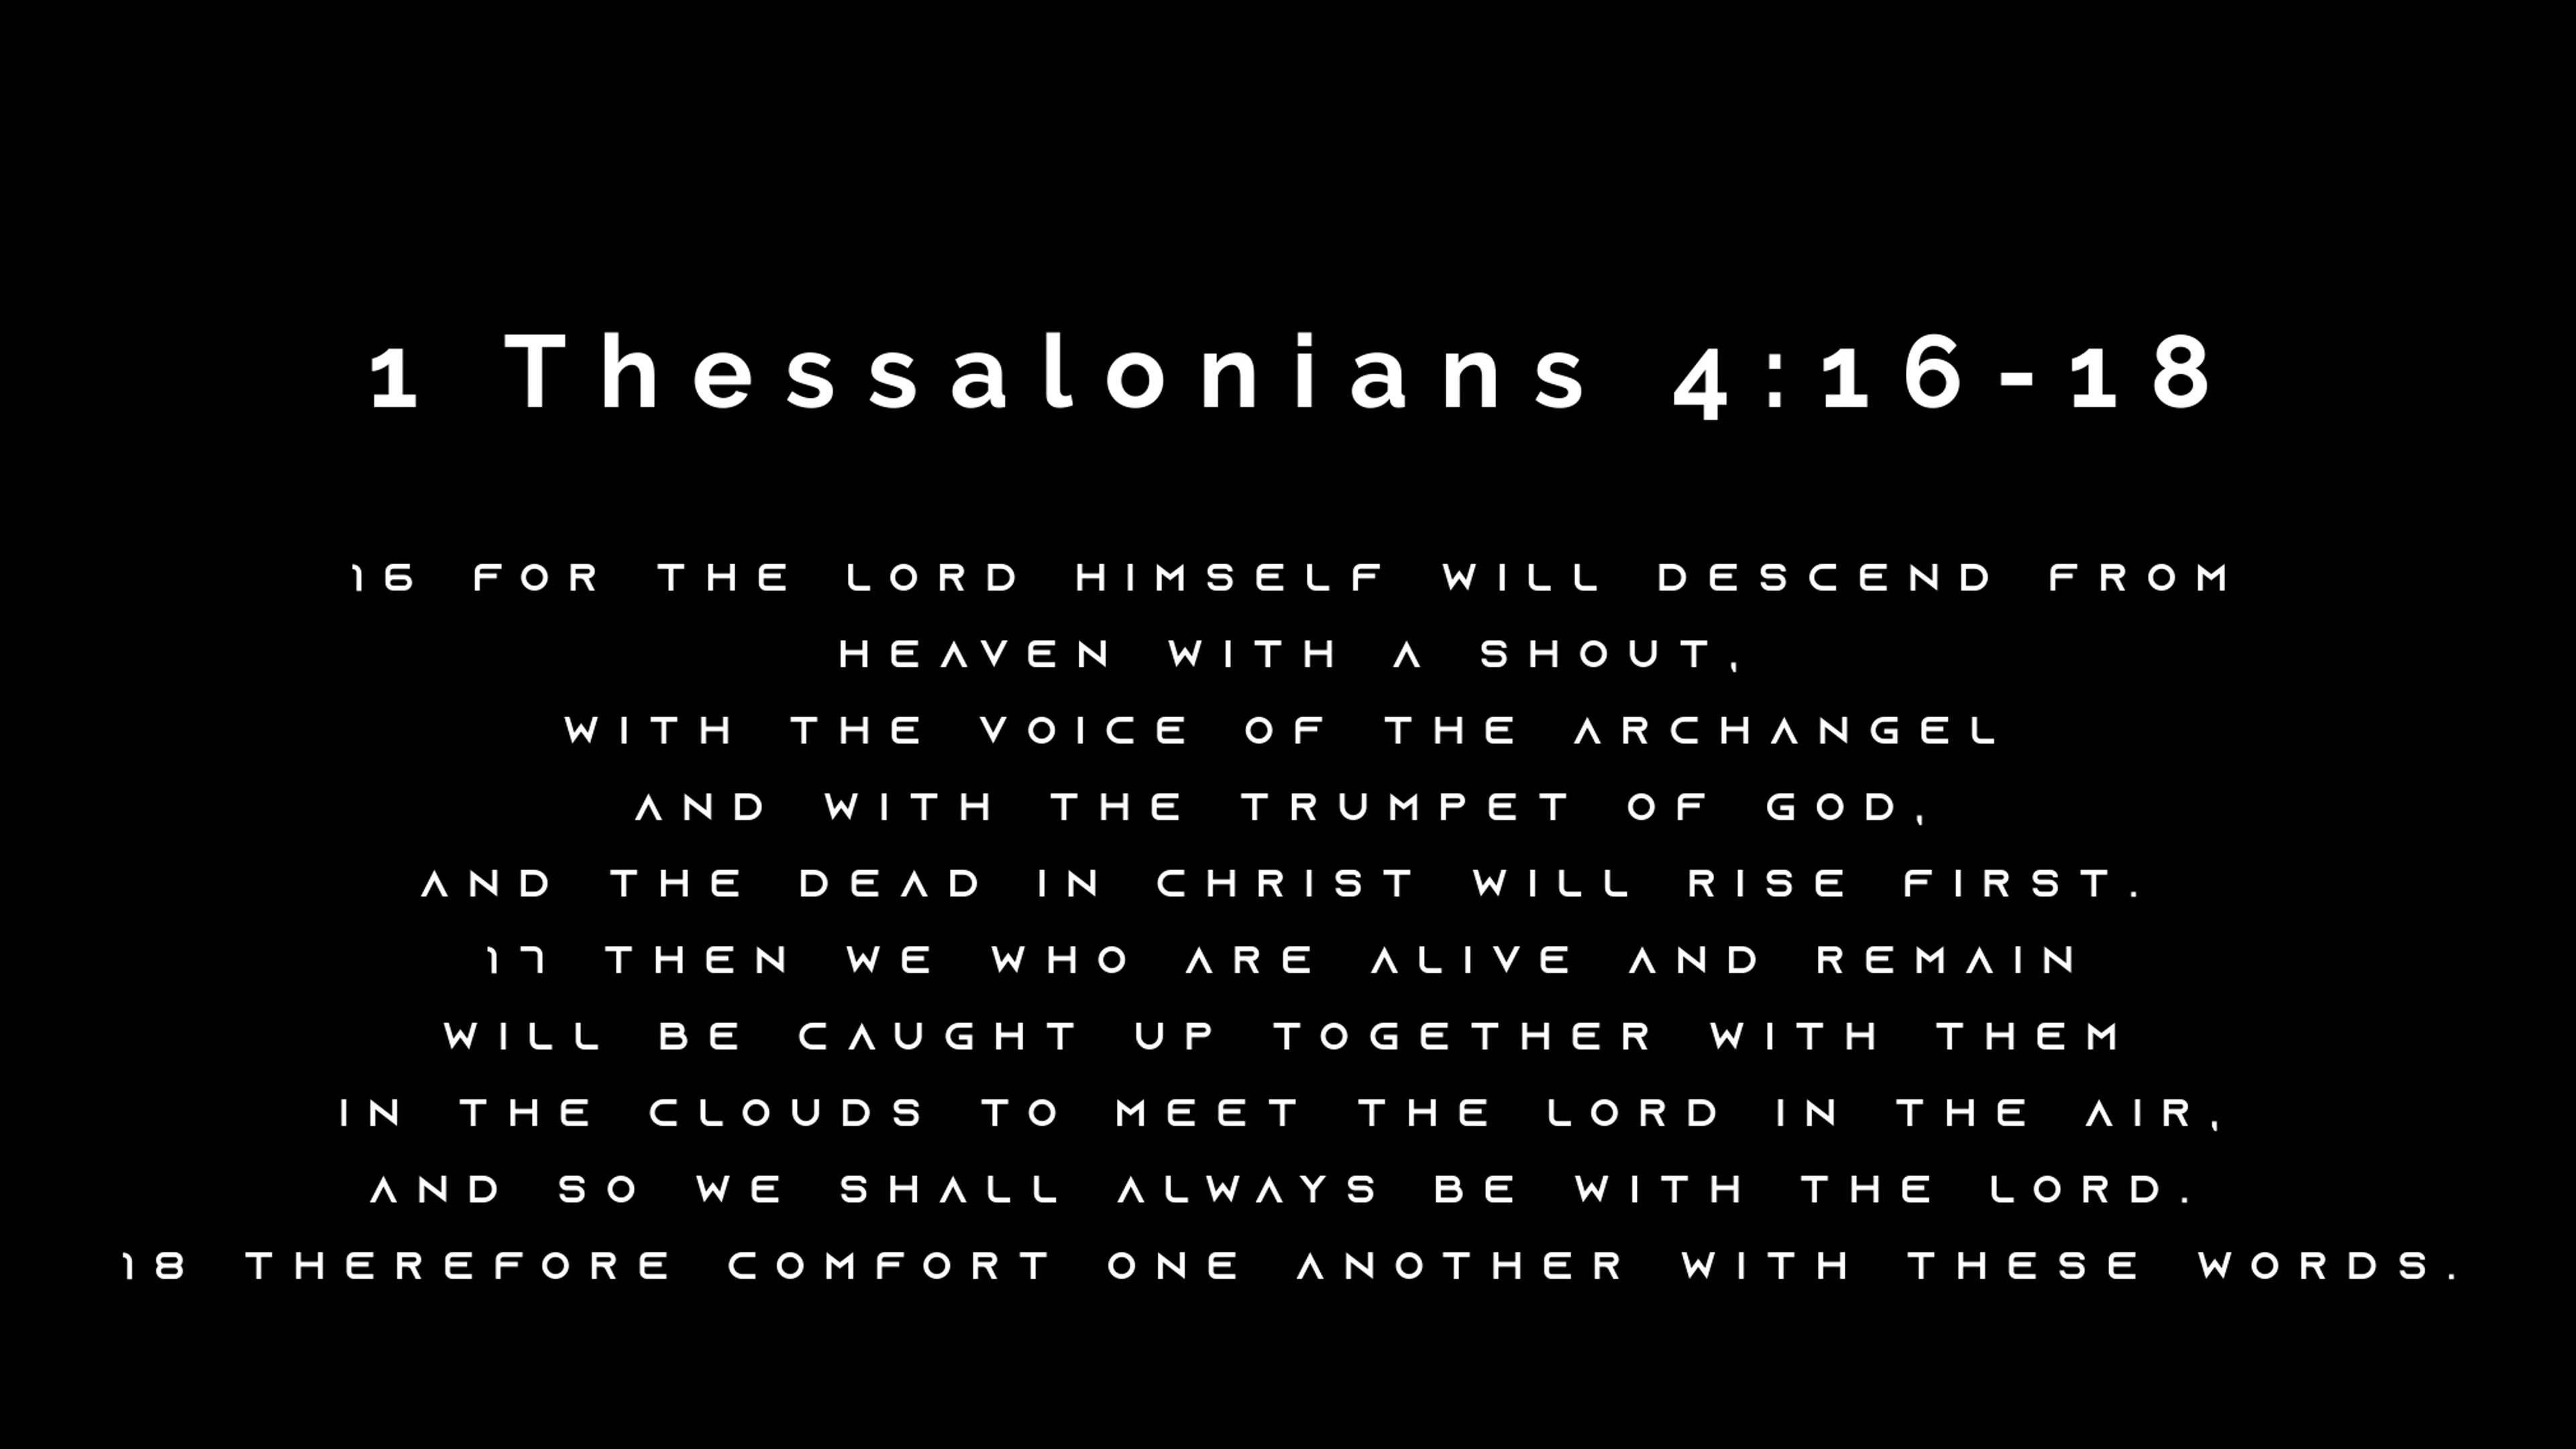 1 Thessalonians 4:16-18
16 FOR THE LORD HIMSELF WILL DESCEND FROM
HEAVEN WITH A SHOUT,
WITH THE VOICE OF THE ARCHANGEL
AND WITH THE TRUMPET OF GOD,
AND THE DEAD IN CHRIST WILL RISE FIRST.
17 THEN WE WHO ARE ALIVE AND REMAIN
WILL BE CAUGHT UP TOGETHER WITH THEM
IN THE CLOUDS TO MEET THE LORD IN THE AIR,
AND SO WE SHALL ALWAYS BE WITH THE LORD.
18 THEREFORE COMFORT ONE ANOTHER WITH THESE WORDS.